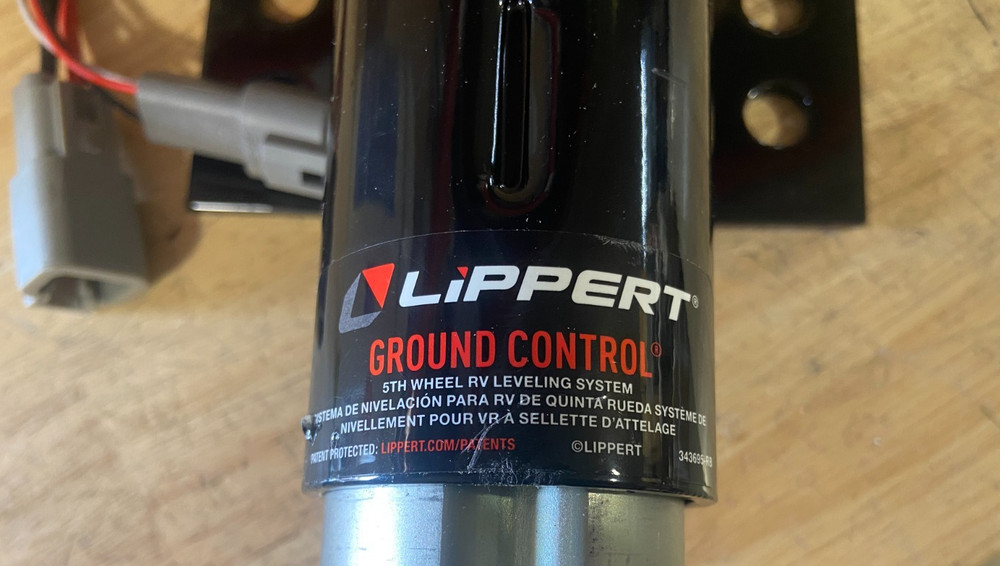 LiPPERT®
GROUND CONTROL®
5TH WHEEL RV LEVELING SYSTEM
SISTEMA DE NIVELACIÓN PARA RV DE QUINTA RUEDA SYSTÈME DE
NIVELLEMENT POUR VR À SELLETTE D'ATTELAGE
PATENT PROTECTED: LIPPERT.COM/PATENTS ©LIPPERT